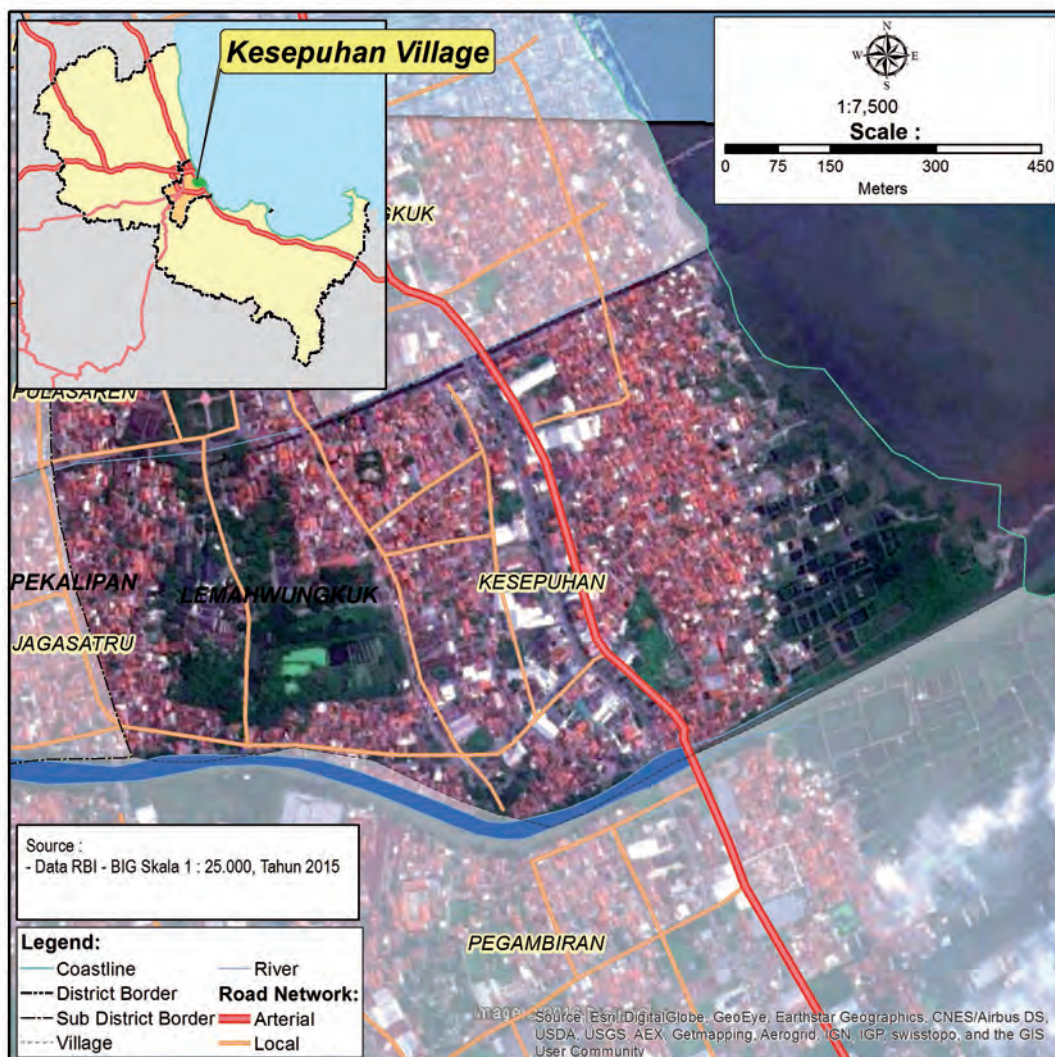 Kesepuhan Village
N
W E
S
1:7,500
Scale :
0 75 150 300 450
Meters
GKUK
PULASAREN
PEKALIPAN
LEMAHWUNGKUK
KESEPUHAN
JAGASATRU
PEGAMBIRAN
Source :
- Data RBI - BIG Skala 1 : 25.000, Tahun 2015
Legend:
Coastline
District Border
Sub District Border
Village
River
Road Network:
Arterial
Local
Source: Esri, DigitalGlobe, GeoEye, Earthstar Geographics, CNES/Airbus DS,
USDA, USGS, AEX, Getmapping, Aerogrid, IGN, IGP, swisstopo, and the GIS
User Community